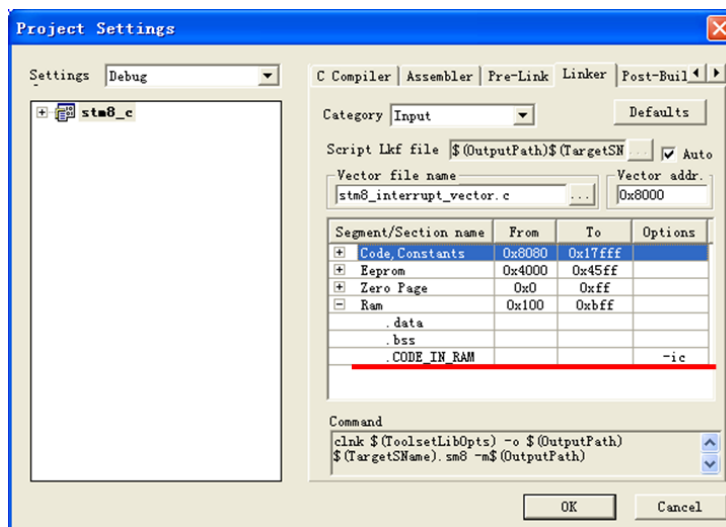 Project Settings
Settings Debug
stm8_c
C Compiler Assembler Pre-Link Linker Post-Buil
Category Input Defaults
Script Lkf file $(OutputPath)$(TargetSN ... Auto
Vector file name Vector addr.
stm8_interrupt_vector.c ... 0x8000
Segment/Section name From To Options
Code,Constants 0x8080 0x17fff
Eeprom 0x4000 0x45ff
Zero Page 0x0 0xff
Ram 0x100 0xbff
.data
.bss
.CODE_IN_RAM -ic
Command
clnk $(ToolsetLibOpts) -o $(OutputPath)
$(TargetSName).sm8 -m$(OutputPath)
OK Cancel